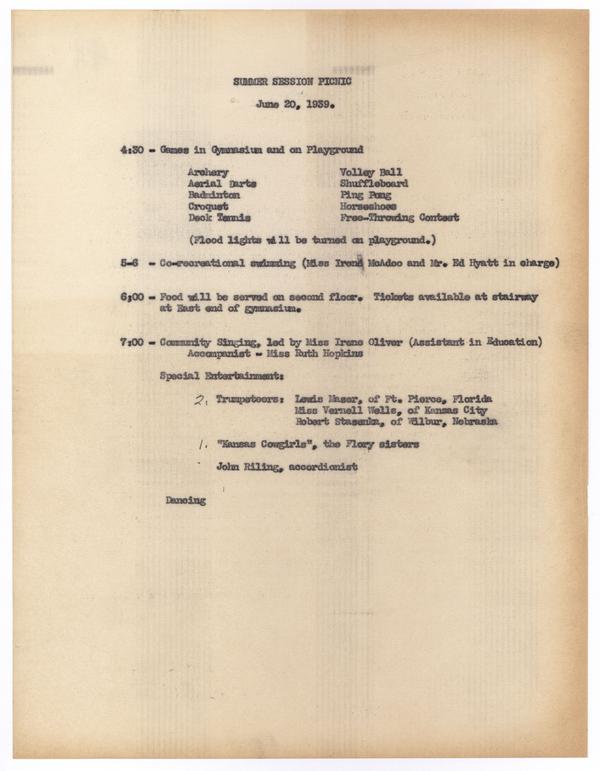 SUMMER SESSION PICNIC
June 20, 1939.
4:30 - Games in Gymnasium and on Playground
Archery Volley Ball
Aerial Darts Shuffleboard
Badminton Ping Pong
Croquet Horseshoes
Deck Tennis Free-Throwing Contest
(Flood lights will be turned on playground.)
5-6 - Co-recreational swimming (Miss Irene McAdoo and Mr. Ed Hyatt in charge)
6;00 - Food will be served on second floor. Tickets available at stairway
at East end of gymnasium.
7:00 - Community Singing, led by Miss Irene Oliver (Assistant in Education)
Accompanist - Miss Ruth Hopkins
Special Entertainment:
2. Trumpeteers: Lewis Maser, of Ft. Pierce, Florida
Miss Vernell Wells, of Kansas City
Robert Stasenka, of Wilbur, Nebraska
1. "Kansas Cowgirls", the Flory sisters
John Riling, accordionist
Dancing